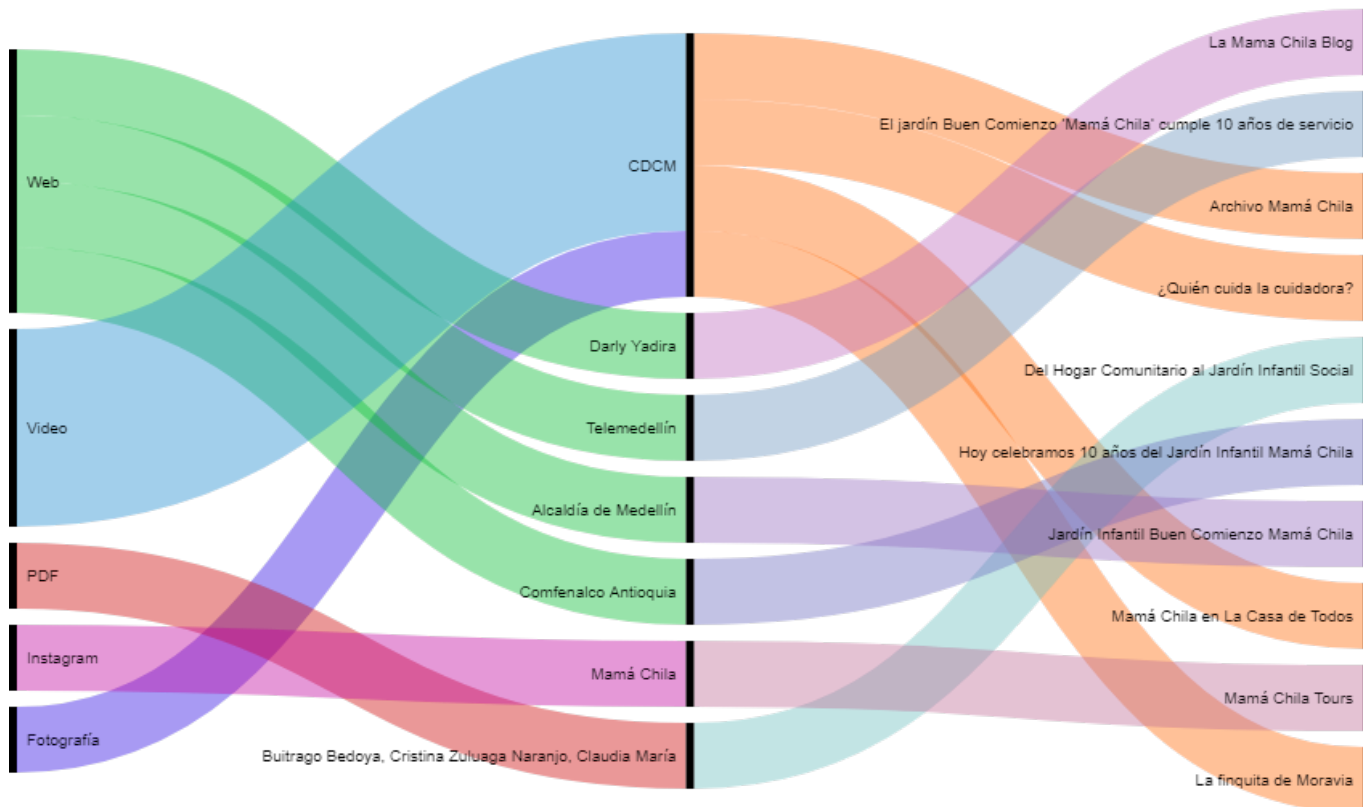 Web
Video
PDF
Instagram
Fotografía
CDCM
Darly Yadira
Telemedellín
Alcaldía de Medellín
Comfenalco Antioquia
Mamá Chila
Buitrago Bedoya, Cristina Zuluaga Naranjo, Claudia María
La Mama Chila Blog
El jardín Buen Comienzo 'Mamá Chila' cumple 10 años de servicio
Archivo Mamá Chila
¿Quién cuida la cuidadora?
Del Hogar Comunitario al Jardín Infantil Social
Hoy celebramos 10 años del Jardín Infantil Mamá Chila
Jardín Infantil Buen Comienzo Mamá Chila
Mamá Chila en La Casa de Todos
Mamá Chila Tours
La finquita de Moravia